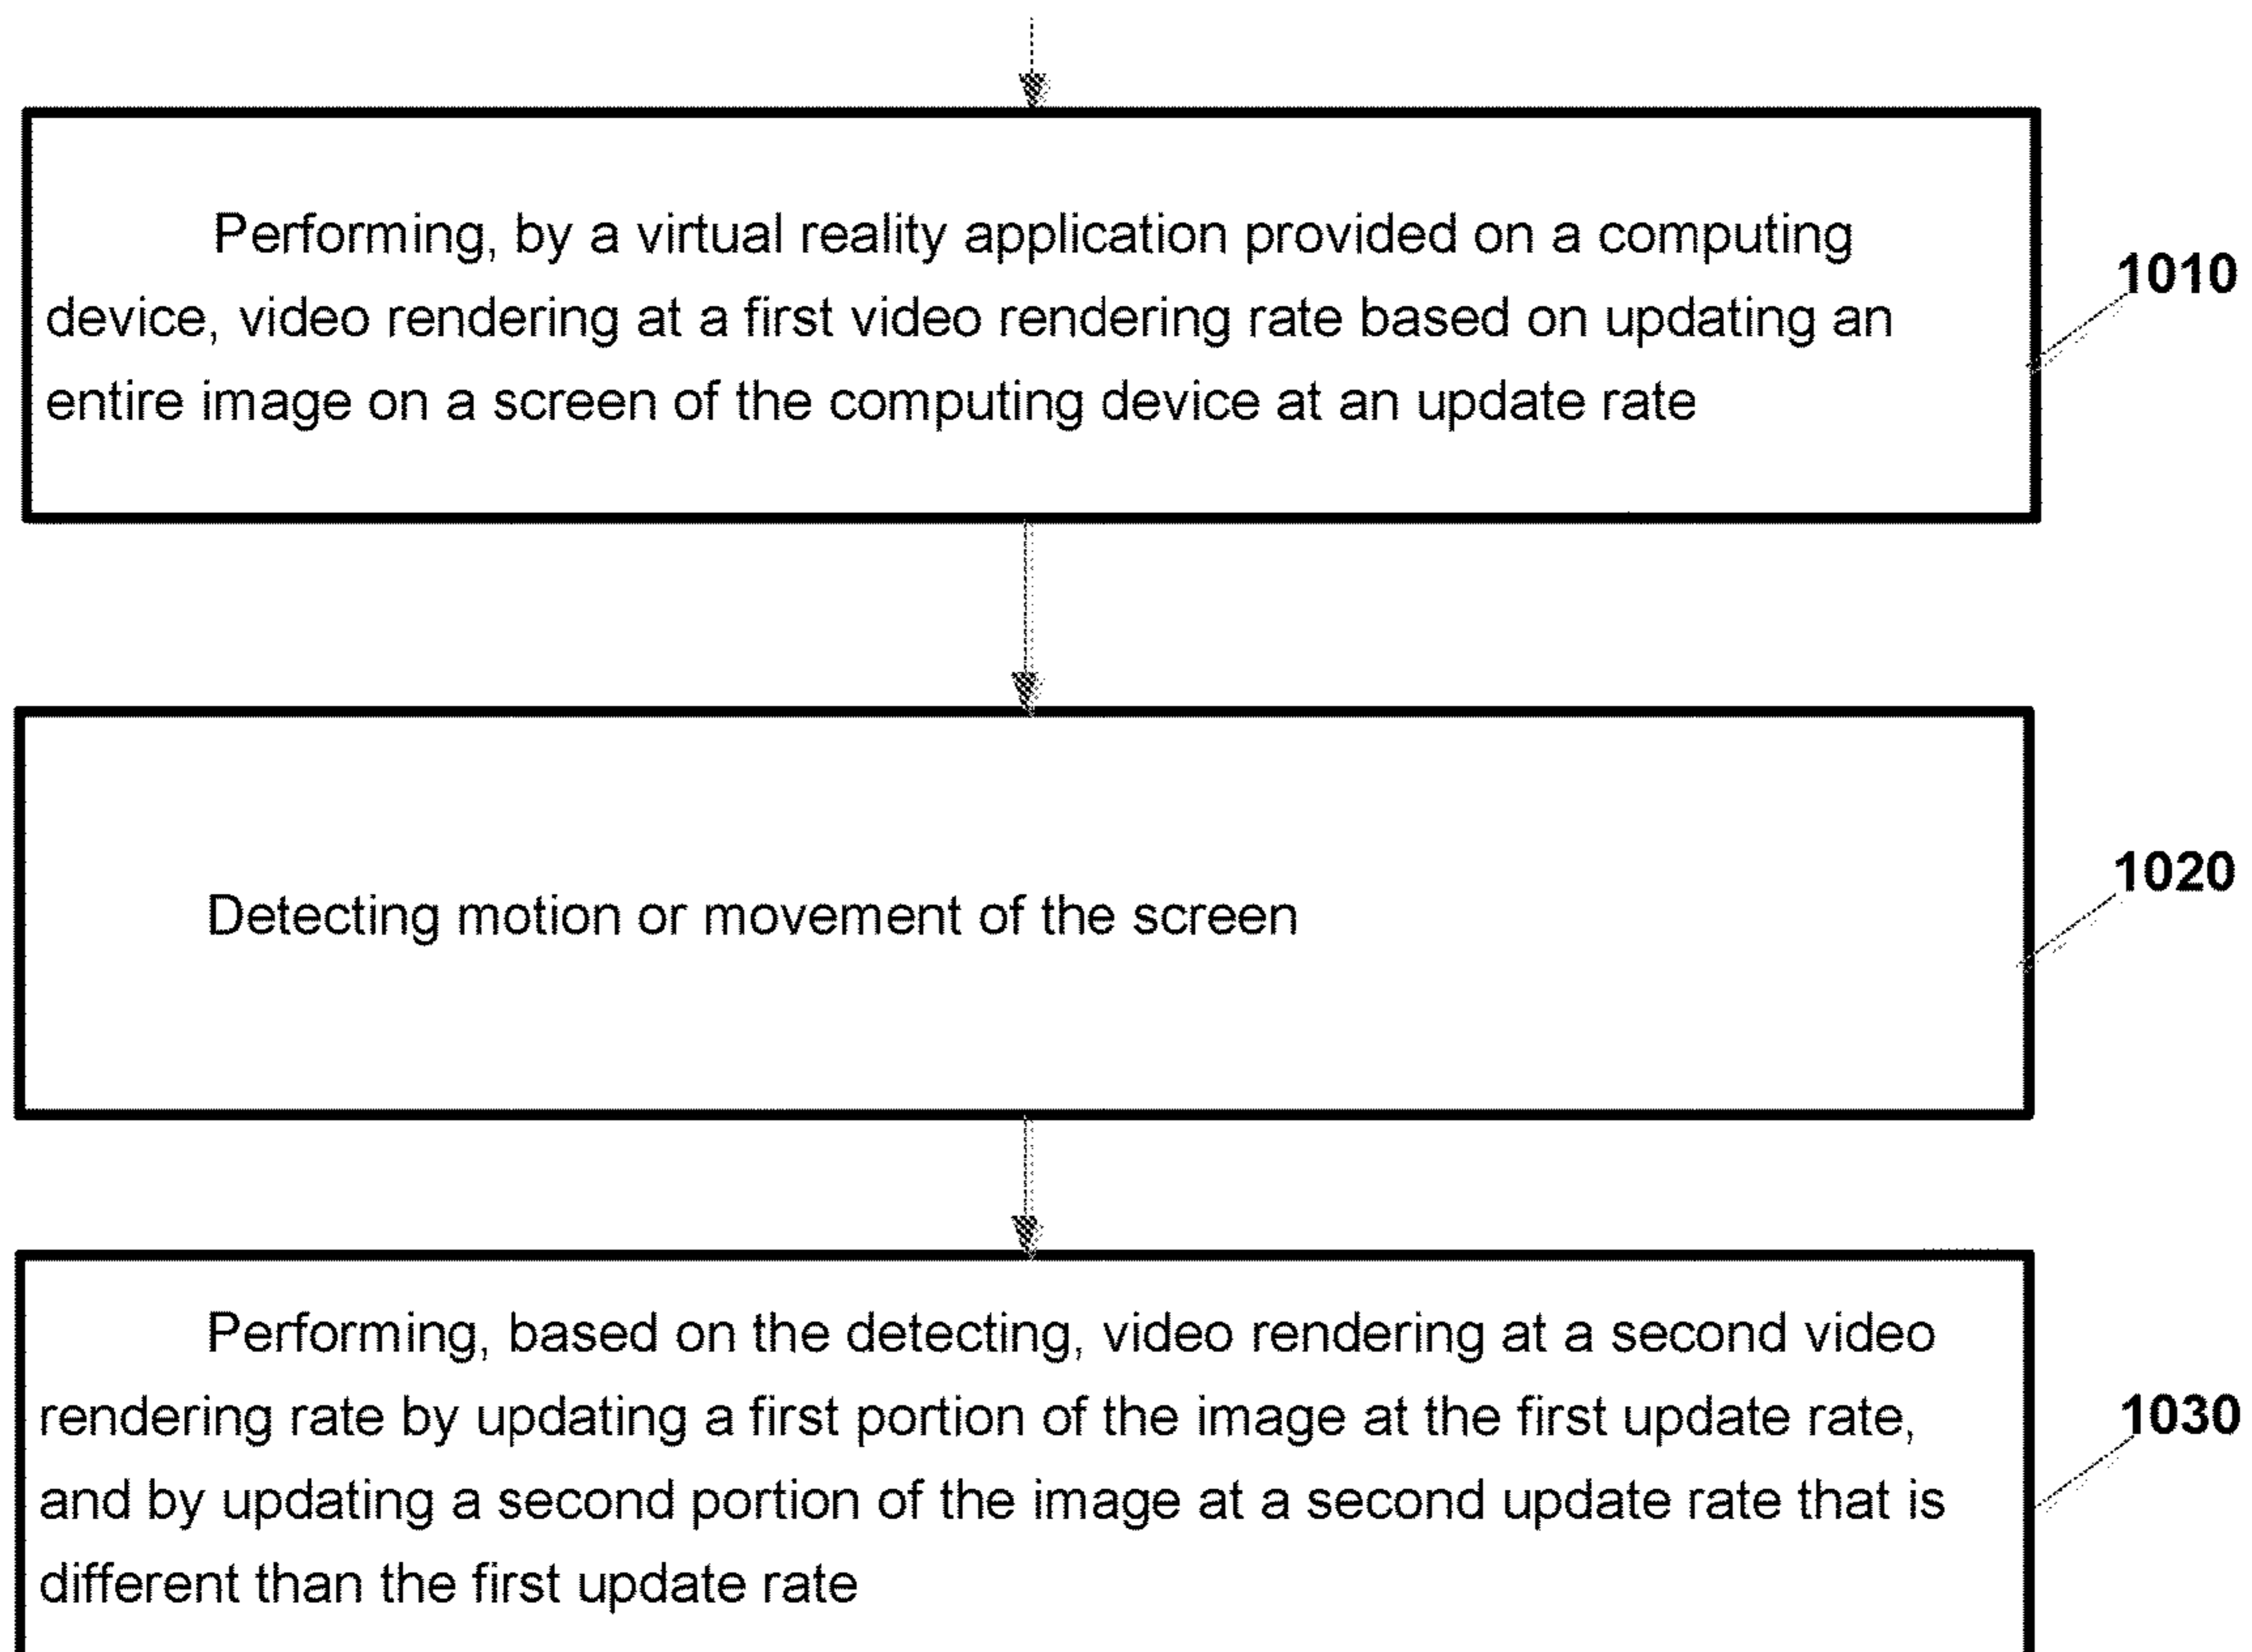 Performing, by a virtual reality application provided on a computing
device, video rendering at a first video rendering rate based on updating an
entire image on a screen of the computing device at an update rate
1010
Detecting motion or movement of the screen
1020
Performing, based on the detecting, video rendering at a second video
rendering rate by updating a first portion of the image at the first update rate,
and by updating a second portion of the image at a second update rate that is
different than the first update rate
1030